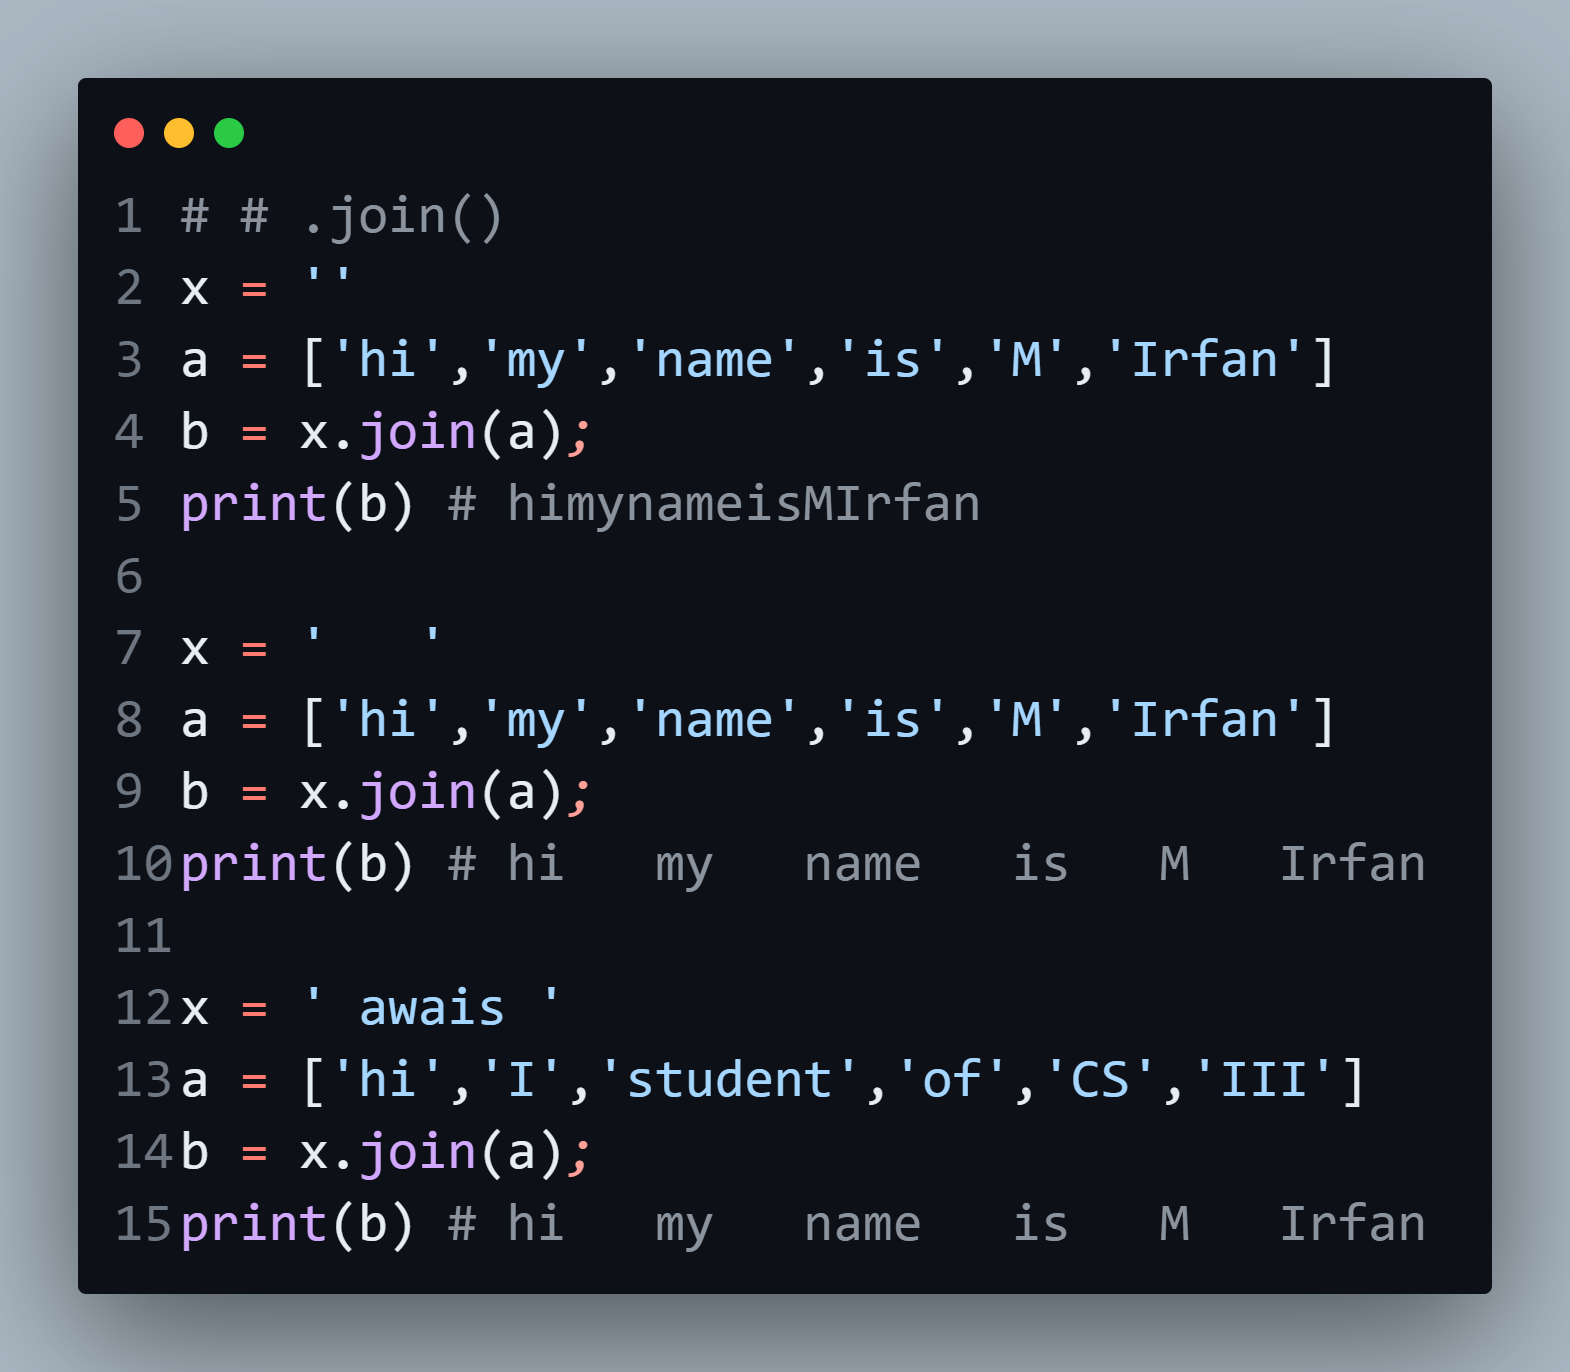 1 # # .join()
2 x = ''
3 a = ['hi','my','name','is','M','Irfan']
4 b = x.join(a);
5 print(b) # himynameisMIrfan
6
7 x = '   '
8 a = ['hi','my','name','is','M','Irfan']
9 b = x.join(a);
10 print(b) # hi   my   name   is   M   Irfan
11
12 x = ' awais '
13 a = ['hi','I','student','of','CS','III']
14 b = x.join(a);
15 print(b) # hi   my   name   is   M   Irfan